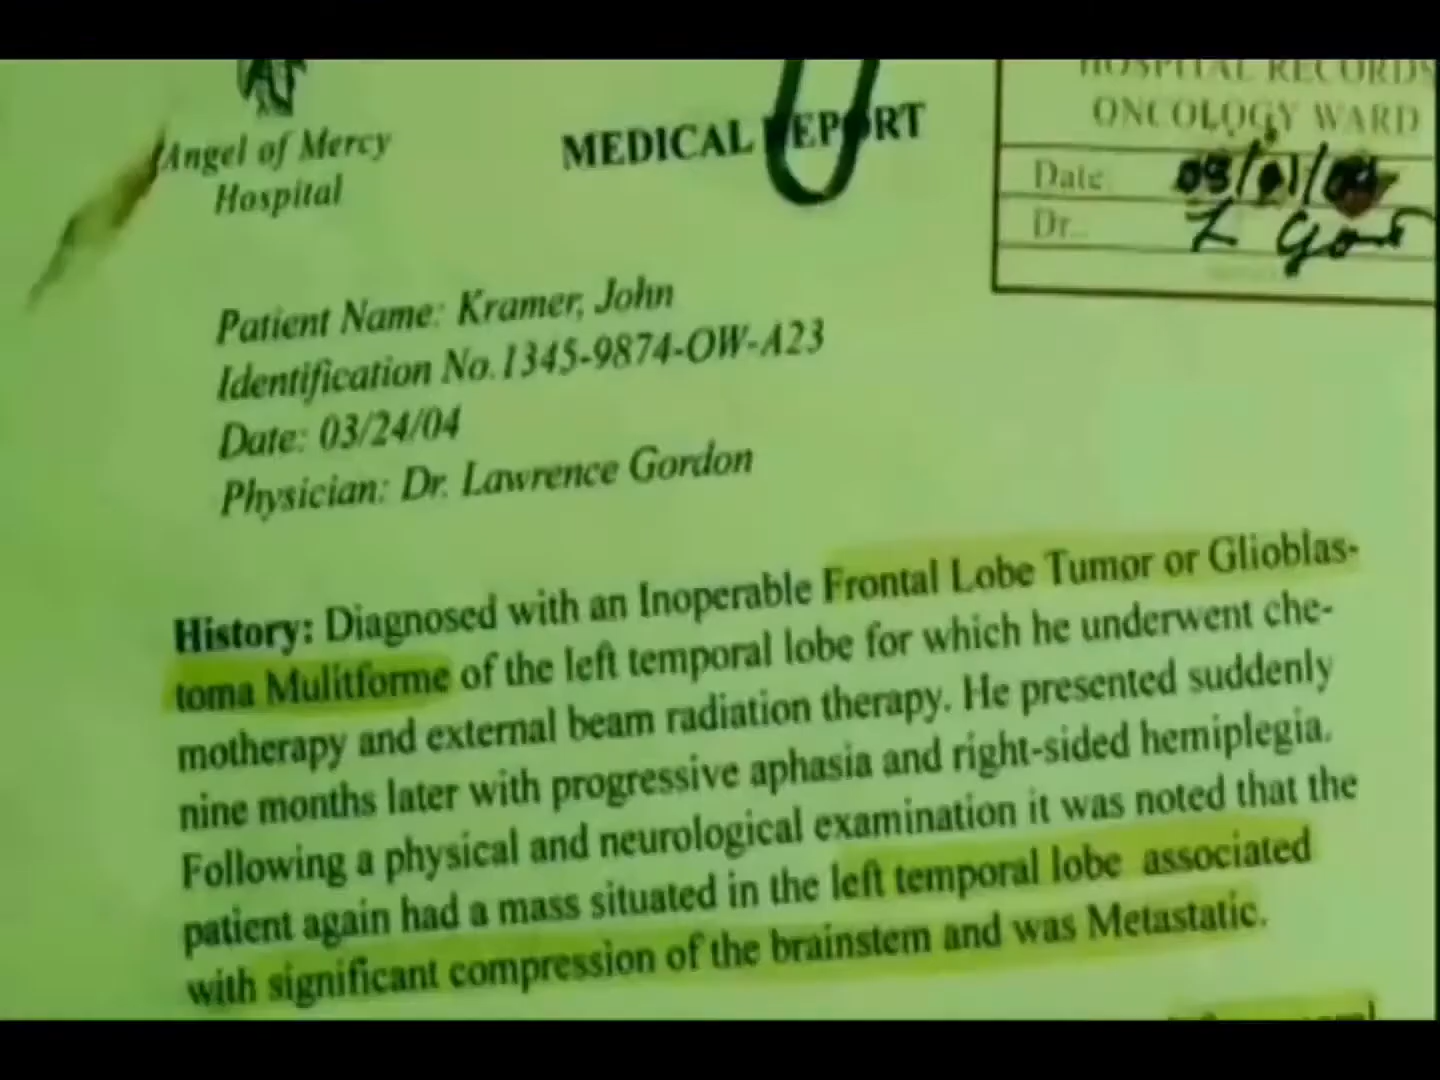 Angel of Mercy
Hospital
MEDICAL REPORT
HOSPITAL RECORDS
ONCOLOGY WARD
Date:
Dr.
Patient Name: Kramer, John
Identification No.1345-9874-OW-A23
Date: 03/24/04
Physician: Dr. Lawrence Gordon
History: Diagnosed with an Inoperable Frontal Lobe Tumor or Glioblas-
toma Mulitforme of the left temporal lobe for which he underwent che-
motherapy and external beam radiation therapy. He presented suddenly
nine months later with progressive aphasia and right-sided hemiplegia.
Following a physical and neurological examination it was noted that the
patient again had a mass situated in the left temporal lobe associated
with significant compression of the brainstem and was Metastatic.